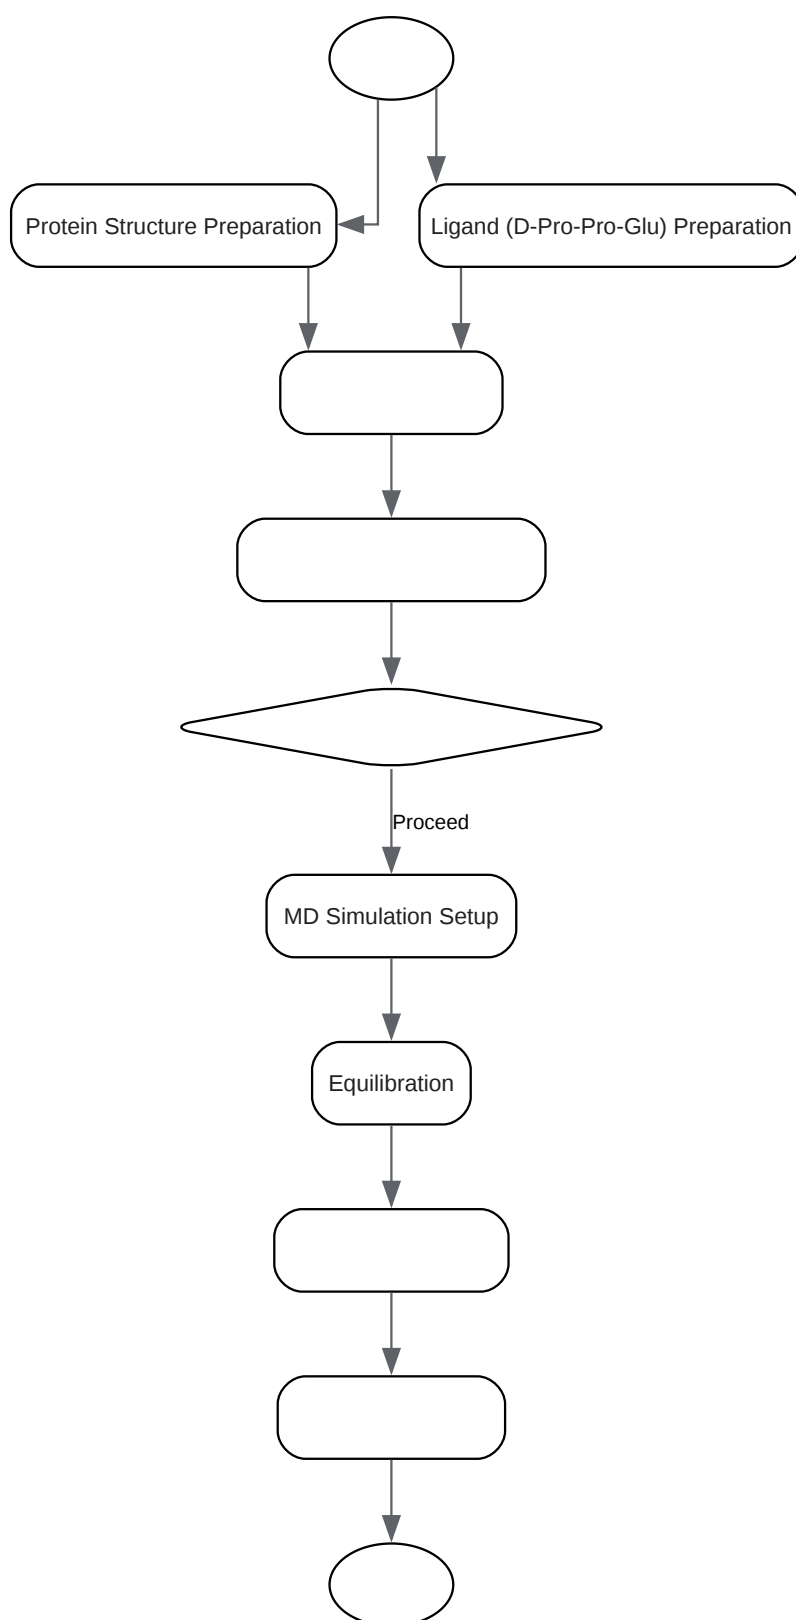 Protein Structure Preparation
Ligand (D-Pro-Pro-Glu) Preparation
Proceed
MD Simulation Setup
Equilibration